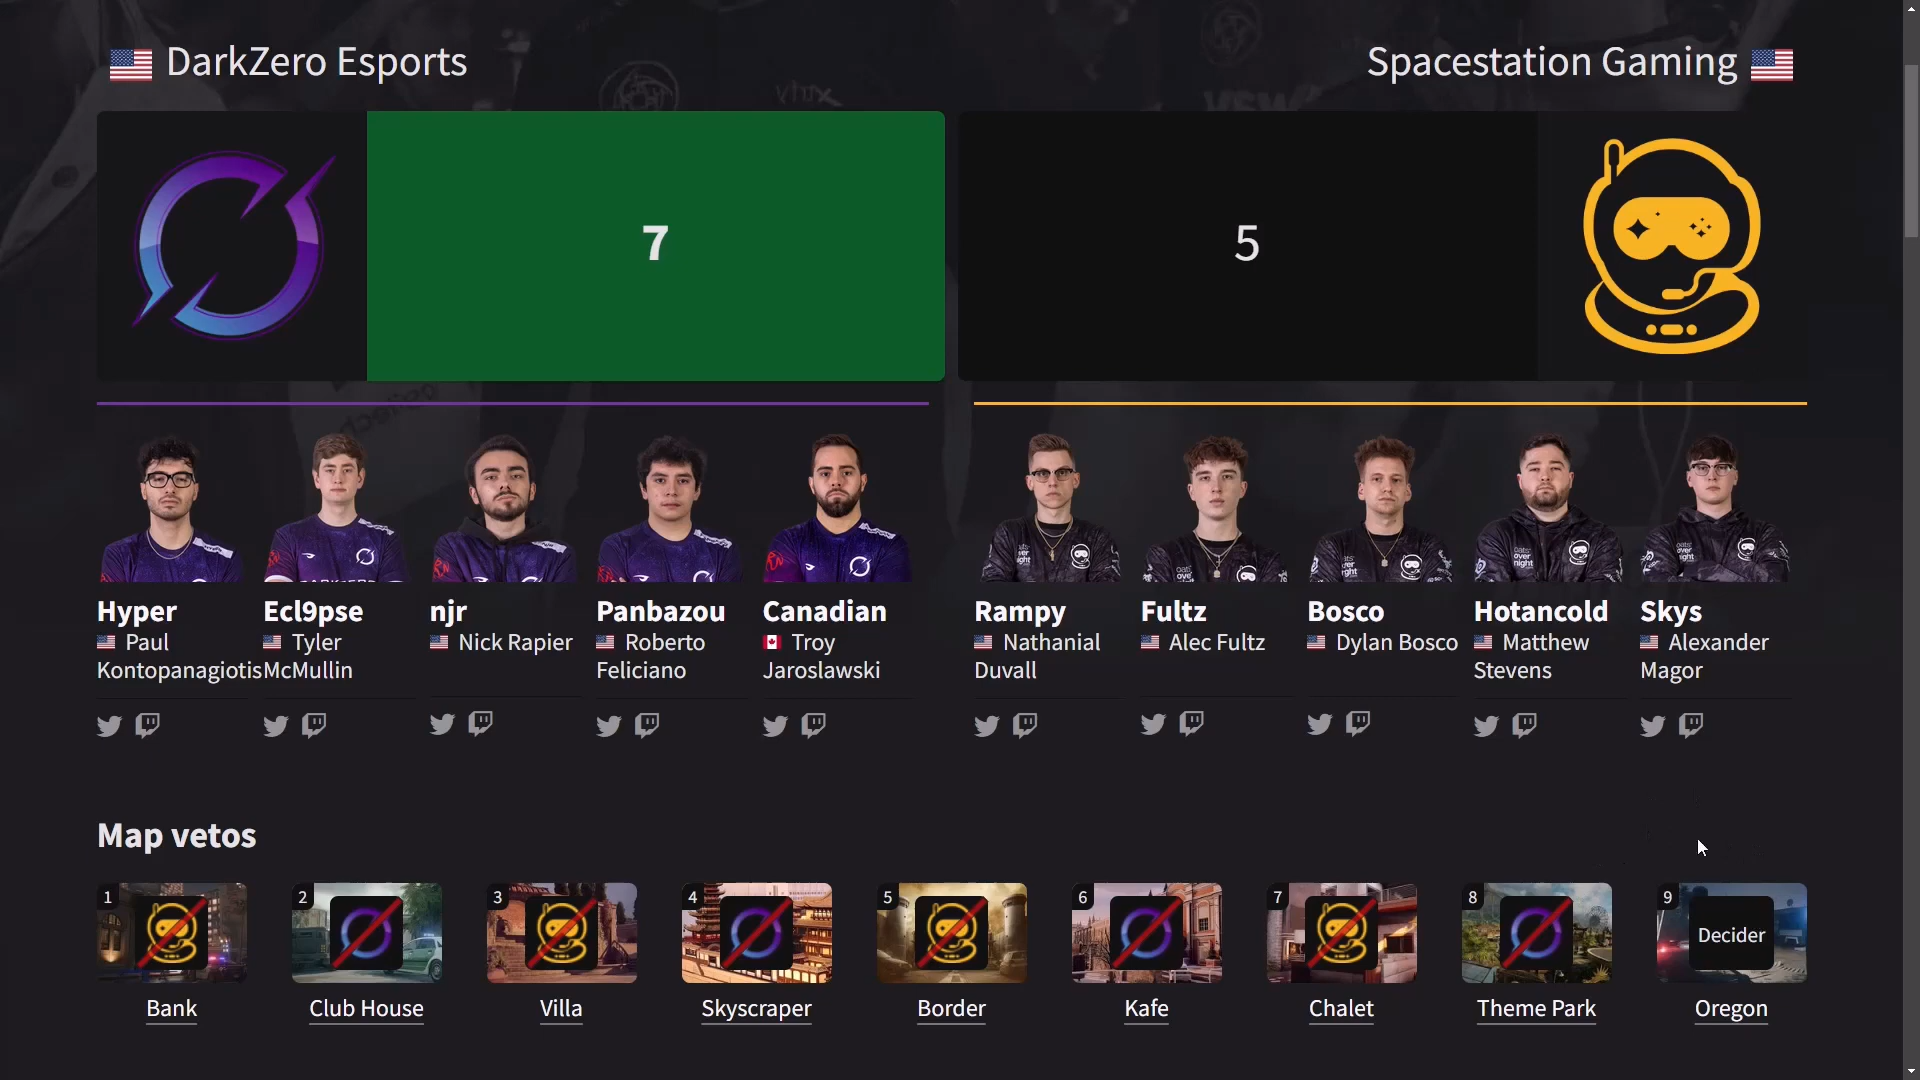 DarkZero Esports
Spacestation Gaming
7
5
Hyper
Paul
Kontopanagiotis
Ecl9pse
Tyler
McMullin
njr
Nick Rapier
Panbazou
Roberto
Feliciano
Canadian
Troy
Jaroslawski
Rampy
Nathanial
Duvall
Fultz
Alec Fultz
Bosco
Dylan Bosco
Hotancold
Matthew
Stevens
Skys
Alexander
Magor
Map vetos
1
Bank
2
Club House
3
Villa
4
Skyscraper
5
Border
6
Kafe
7
Chalet
8
Theme Park
9
Decider
Oregon